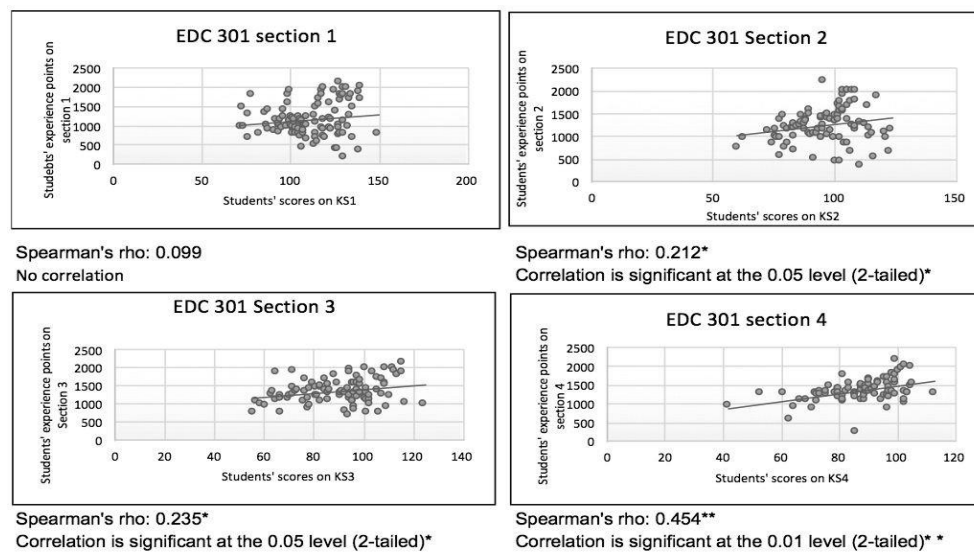 EDC 301 section 1
Studebts' experience points on
section 1
2500
2000
1500
1000
500
0
0 50 100 150 200
Students' scores on KS1
Spearman's rho: 0.099
No correlation
EDC 301 Section 2
Students' experience points on
section 2
2500
2000
1500
1000
500
0
0 50 100 150
Students' scores on KS2
Spearman's rho: 0.212*
Correlation is significant at the 0.05 level (2-tailed)*
EDC 301 Section 3
Students' experience points on
Section 3
2500
2000
1500
1000
500
0
0 20 40 60 80 100 120 140
Students' scores on KS3
Spearman's rho: 0.235*
Correlation is significant at the 0.05 level (2-tailed)*
EDC 301 section 4
Students' experience points on
section 4
2500
2000
1500
1000
500
0
0 20 40 60 80 100 120
Students' scores on KS4
Spearman's rho: 0.454**
Correlation is significant at the 0.01 level (2-tailed)* *